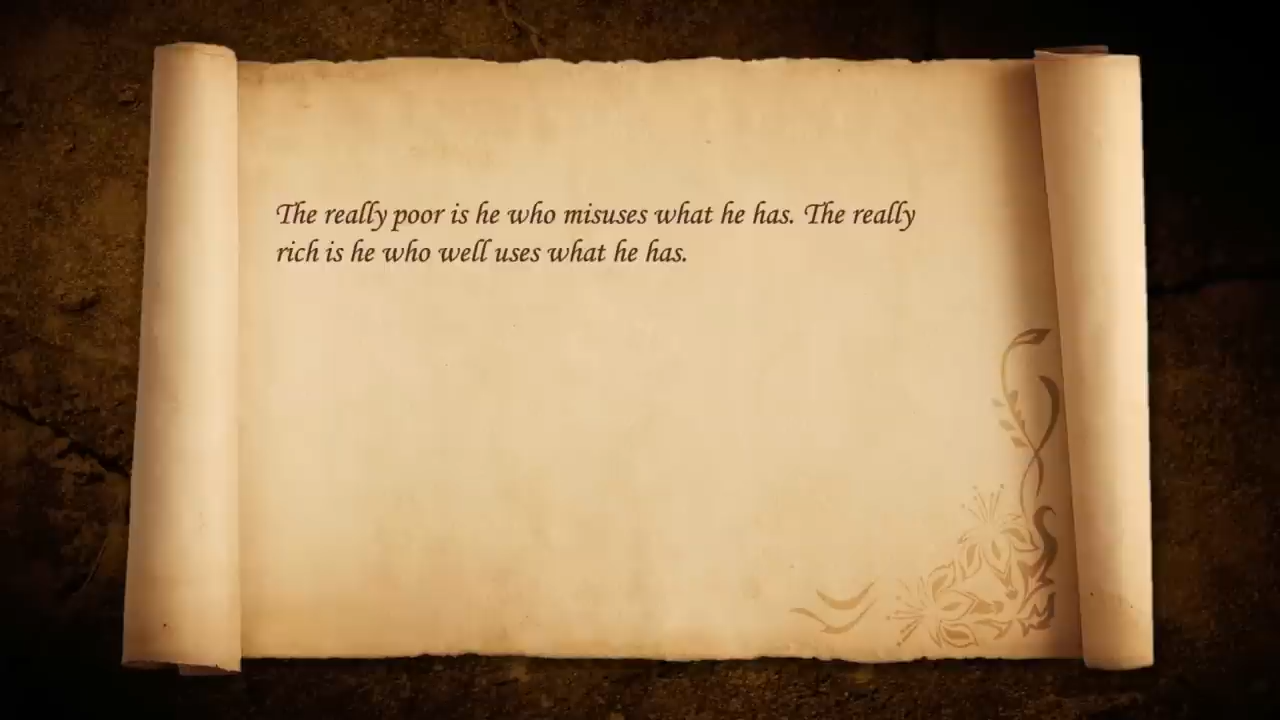 The really poor is he who misuses what he has. The really
rich is he who well uses what he has.